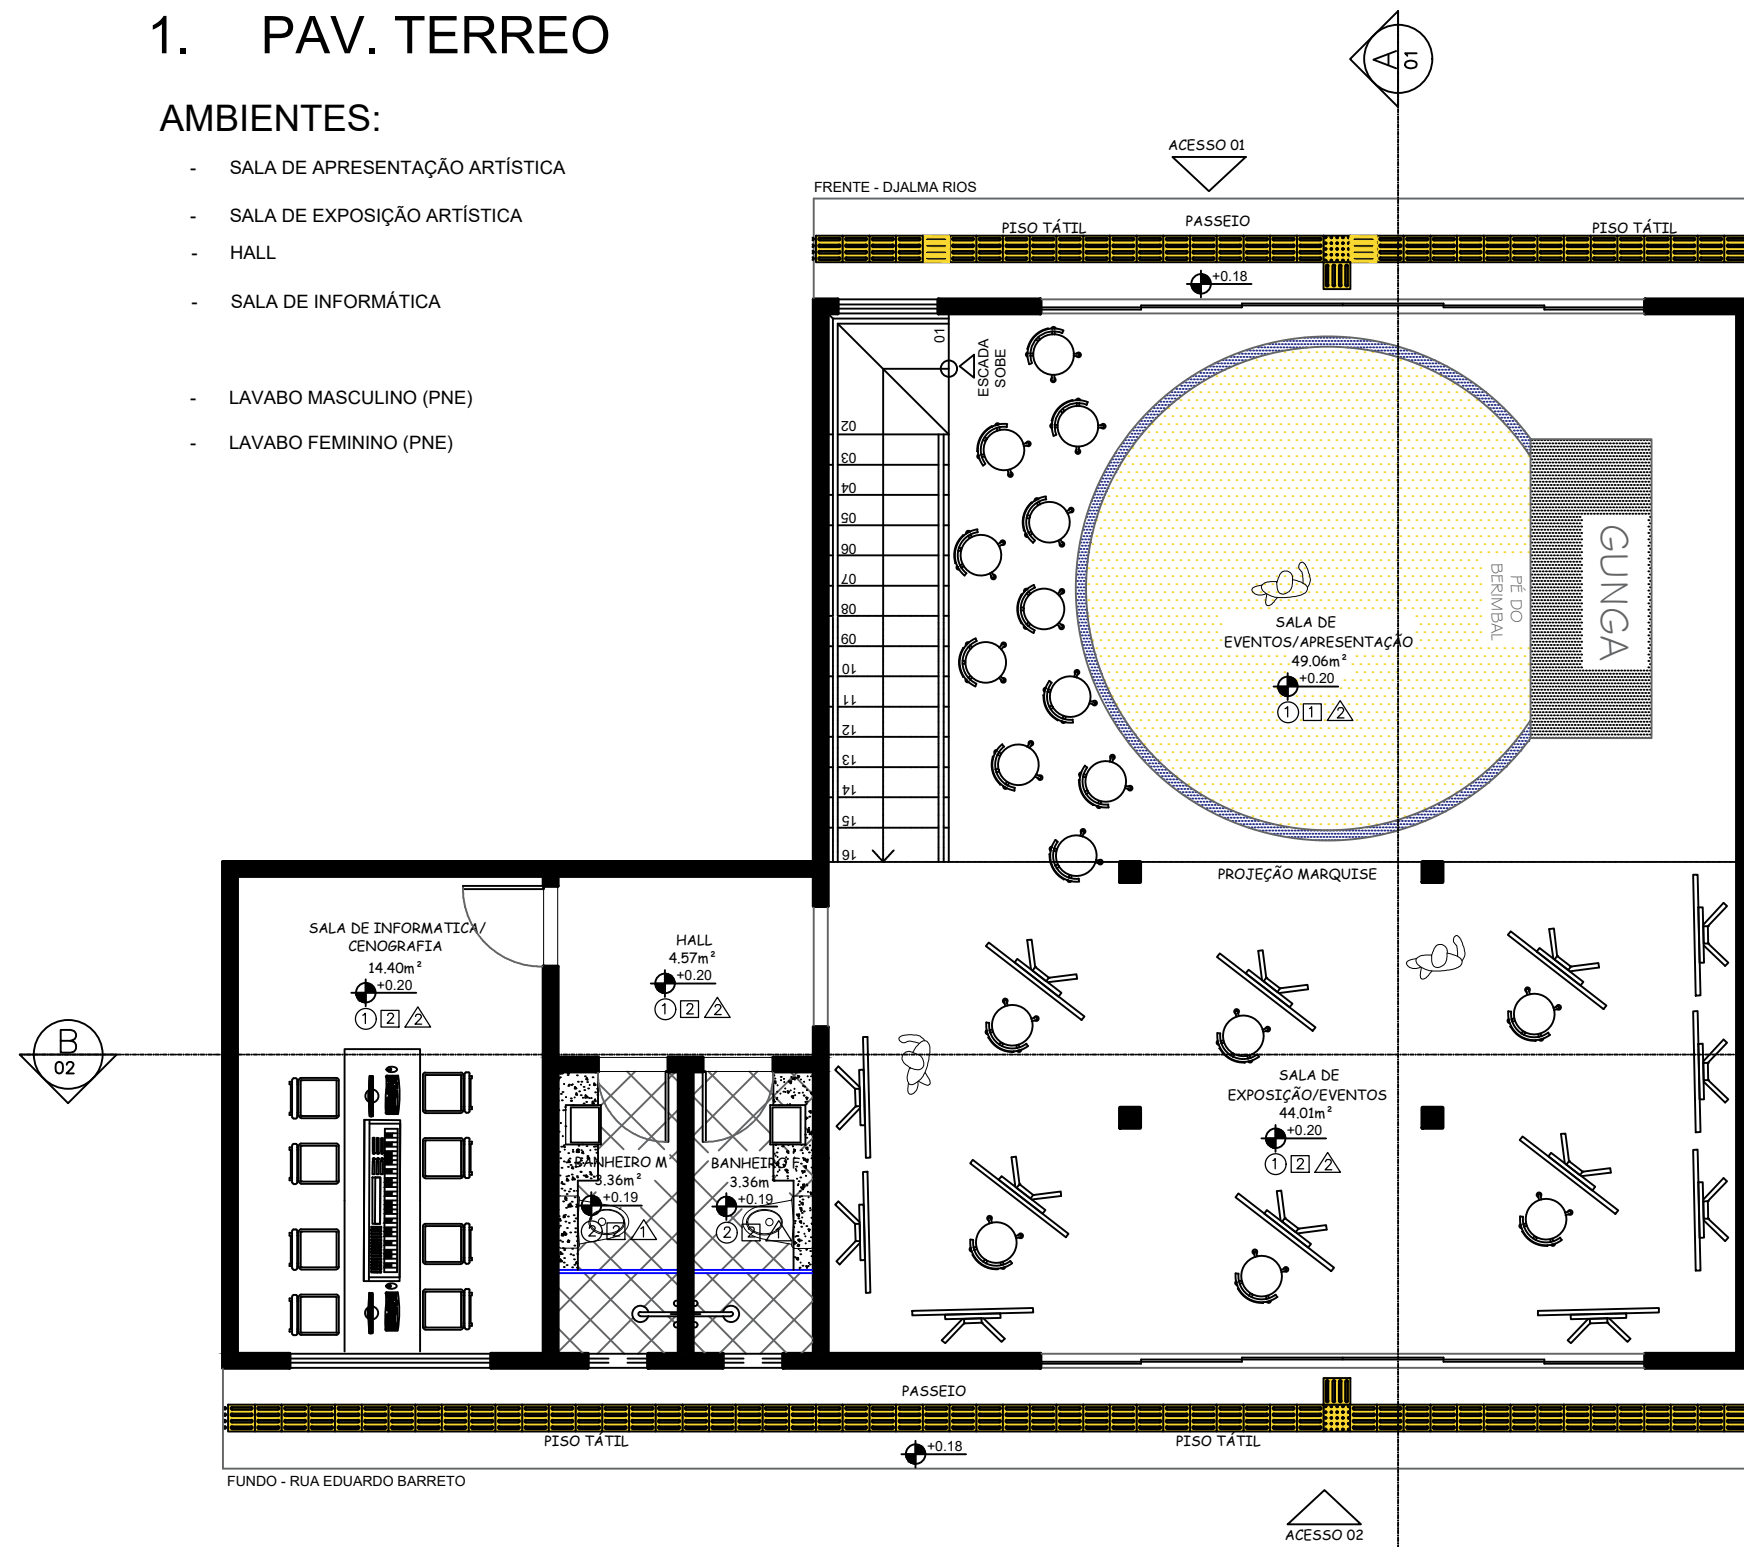 1. PAV. TERREO
AMBIENTES:
- SALA DE APRESENTAÇÃO ARTÍSTICA
- SALA DE EXPOSIÇÃO ARTÍSTICA
- HALL
- SALA DE INFORMÁTICA
- LAVABO MASCULINO (PNE)
- LAVABO FEMININO (PNE)
A
01
ACESSO 01
FRENTE - DJALMA RIOS
PISO TÁTIL
PASSEIO
PISO TÁTIL
+0.18
01
ESCADA
SOBE
02
03
04
05
06
07
08
09
10
11
12
13
14
15
16
GUNGA
PÉ DO
BERIMBAL
SALA DE
EVENTOS/APRESENTAÇÃO
49.06m²
+0.20
1 1 2
PROJEÇÃO MARQUISE
SALA DE INFORMATICA/
CENOGRAFIA
14.40m²
+0.20
1 2 2
HALL
4.57m²
+0.20
1 2 2
B
02
SALA DE
EXPOSIÇÃO/EVENTOS
44.01m²
+0.20
1 2 2
BANHEIRO M
3.36m²
+0.19
2 2 1
BANHEIRO F
3.36m
+0.19
2 2 1
PASSEIO
PISO TÁTIL
PISO TÁTIL
+0.18
FUNDO - RUA EDUARDO BARRETO
ACESSO 02